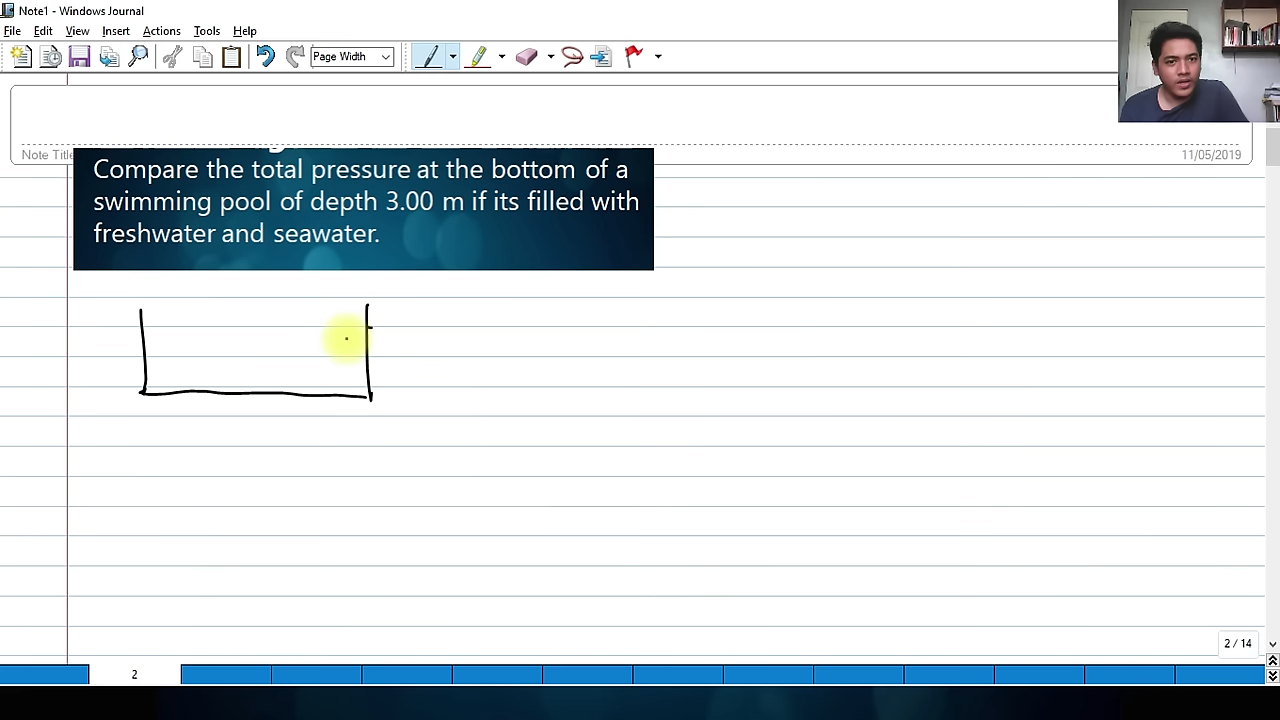 Note1 - Windows Journal
File Edit View Insert Actions Tools Help
Page Width
Note Title
11/05/2019
Compare the total pressure at the bottom of a
swimming pool of depth 3.00 m if its filled with
freshwater and seawater.
2 / 14
2